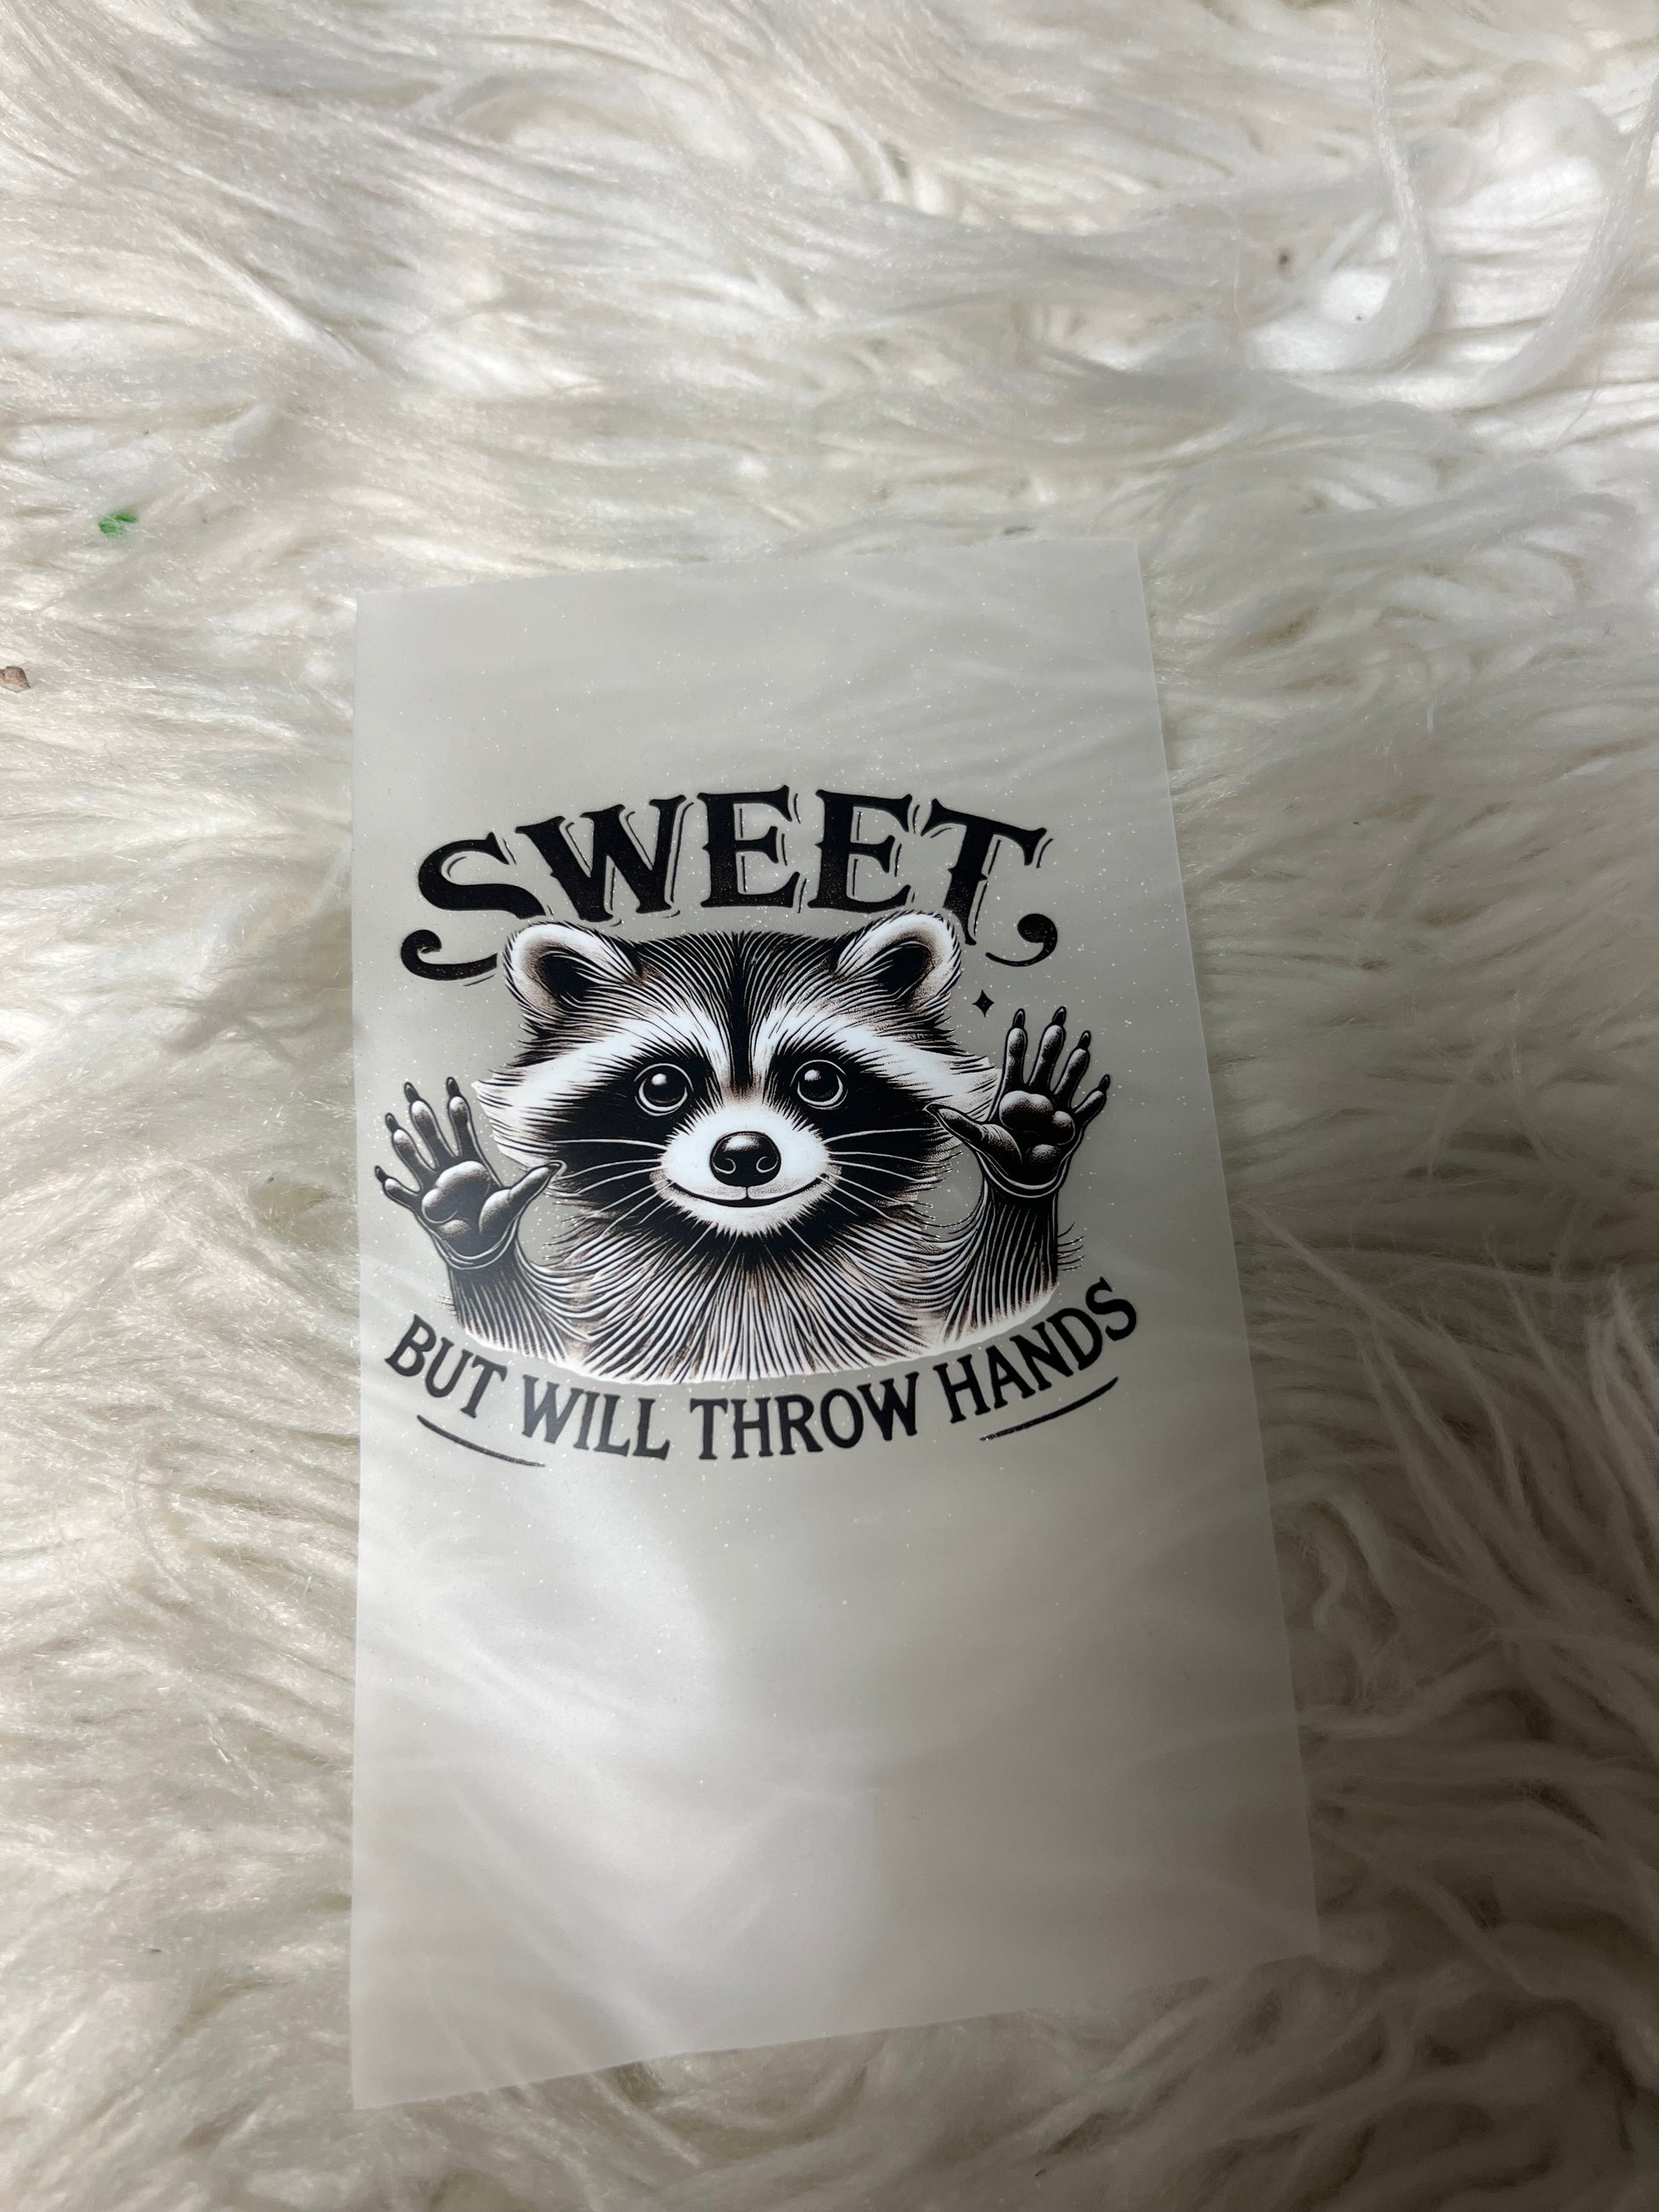 SWEET,
BUT WILL THROW HANDS